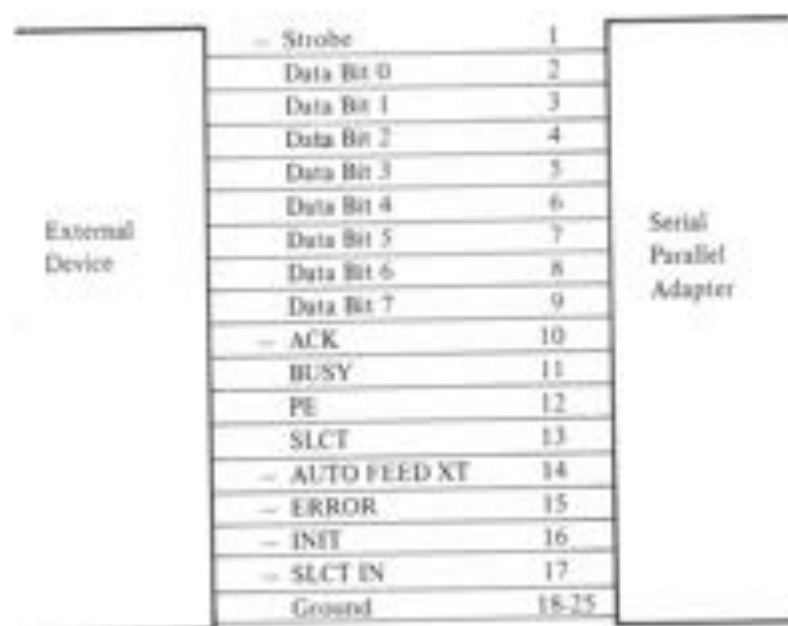 – Strobe 1
Data Bit 0 2
Data Bit 1 3
Data Bit 2 4
Data Bit 3 5
Data Bit 4 6
Data Bit 5 7
Data Bit 6 8
Data Bit 7 9
– ACK 10
BUSY 11
PE 12
SLCT 13
– AUTO FEED XT 14
– ERROR 15
– INIT 16
– SLCT IN 17
Ground 18-25
External
Device
Serial
Parallel
Adapter